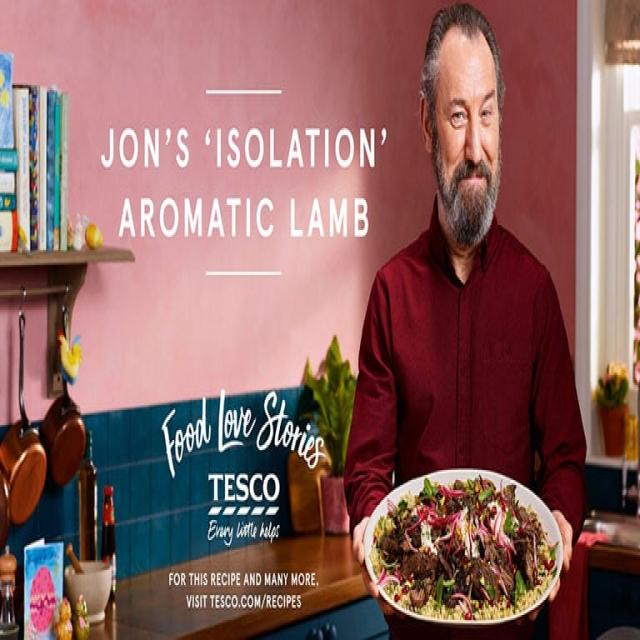 JON'S 'ISOLATION'
AROMATIC LAMB
Food Love Stories
TESCO
Every little helps
FOR THIS RECIPE AND MANY MORE,
VISIT TESCO.COM/RECIPES